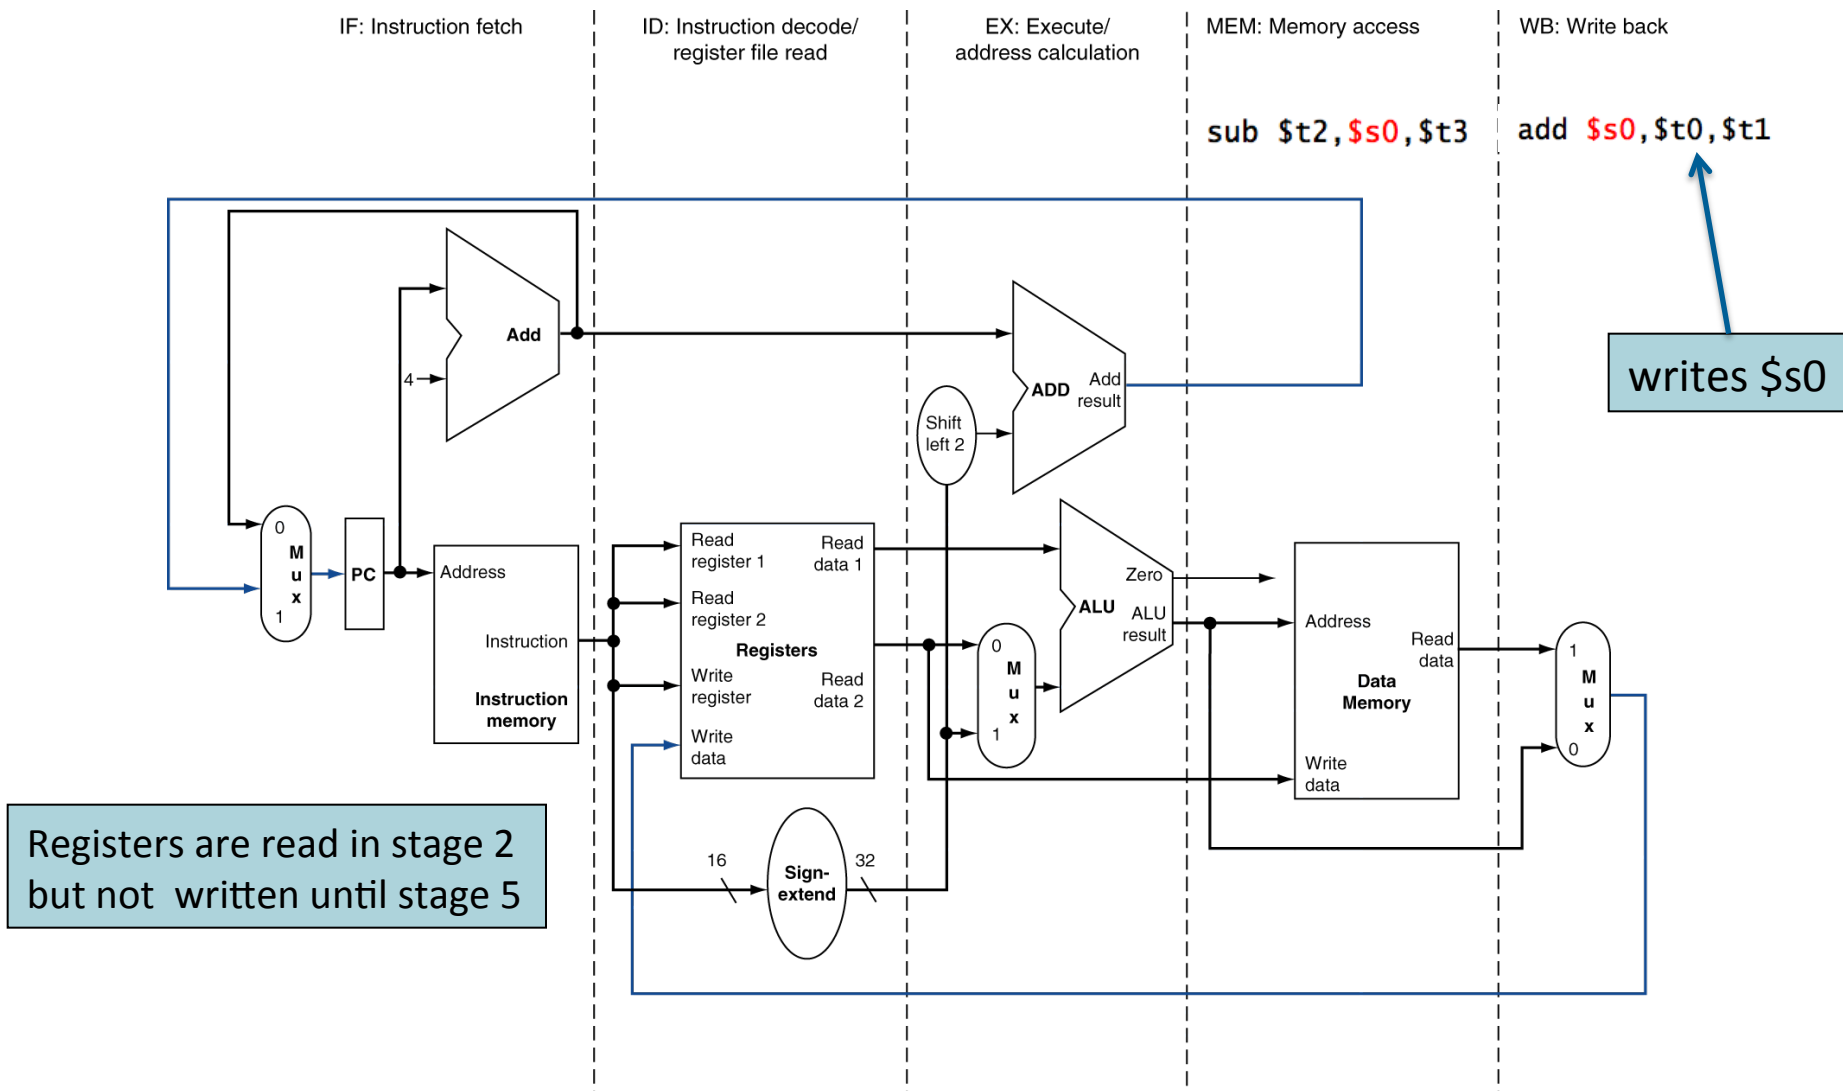 IF: Instruction fetch
ID: Instruction decode/
register file read
EX: Execute/
address calculation
MEM: Memory access
WB: Write back
sub $t2,$s0,$t3
add $s0,$t0,$t1
writes $s0
Add
4
ADD
Add
result
Shift
left 2
0
M
u
x
1
PC
Address
Instruction
Instruction
memory
Read
register 1
Read
register 2
Write
register
Write
data
Registers
Read
data 1
Read
data 2
0
M
u
x
1
Zero
ALU
ALU
result
Address
Read
data
Data
Memory
Write
data
1
M
u
x
0
16
Sign-
extend
32
Registers are read in stage 2
but not written until stage 5